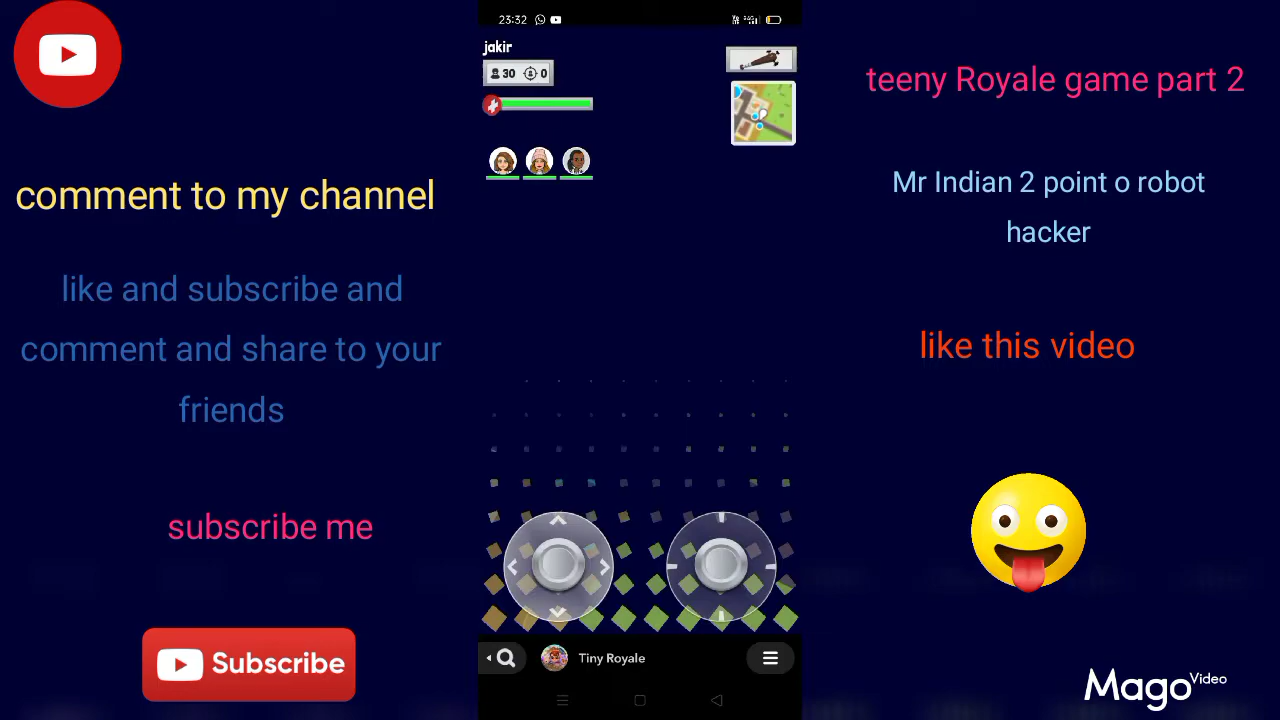 23:32
jakir
30 0
comment to my channel
like and subscribe and
comment and share to your
friends
subscribe me
Subscribe
Tiny Royale
teeny Royale game part 2
Mr Indian 2 point o robot
hacker
like this video
Mago Video